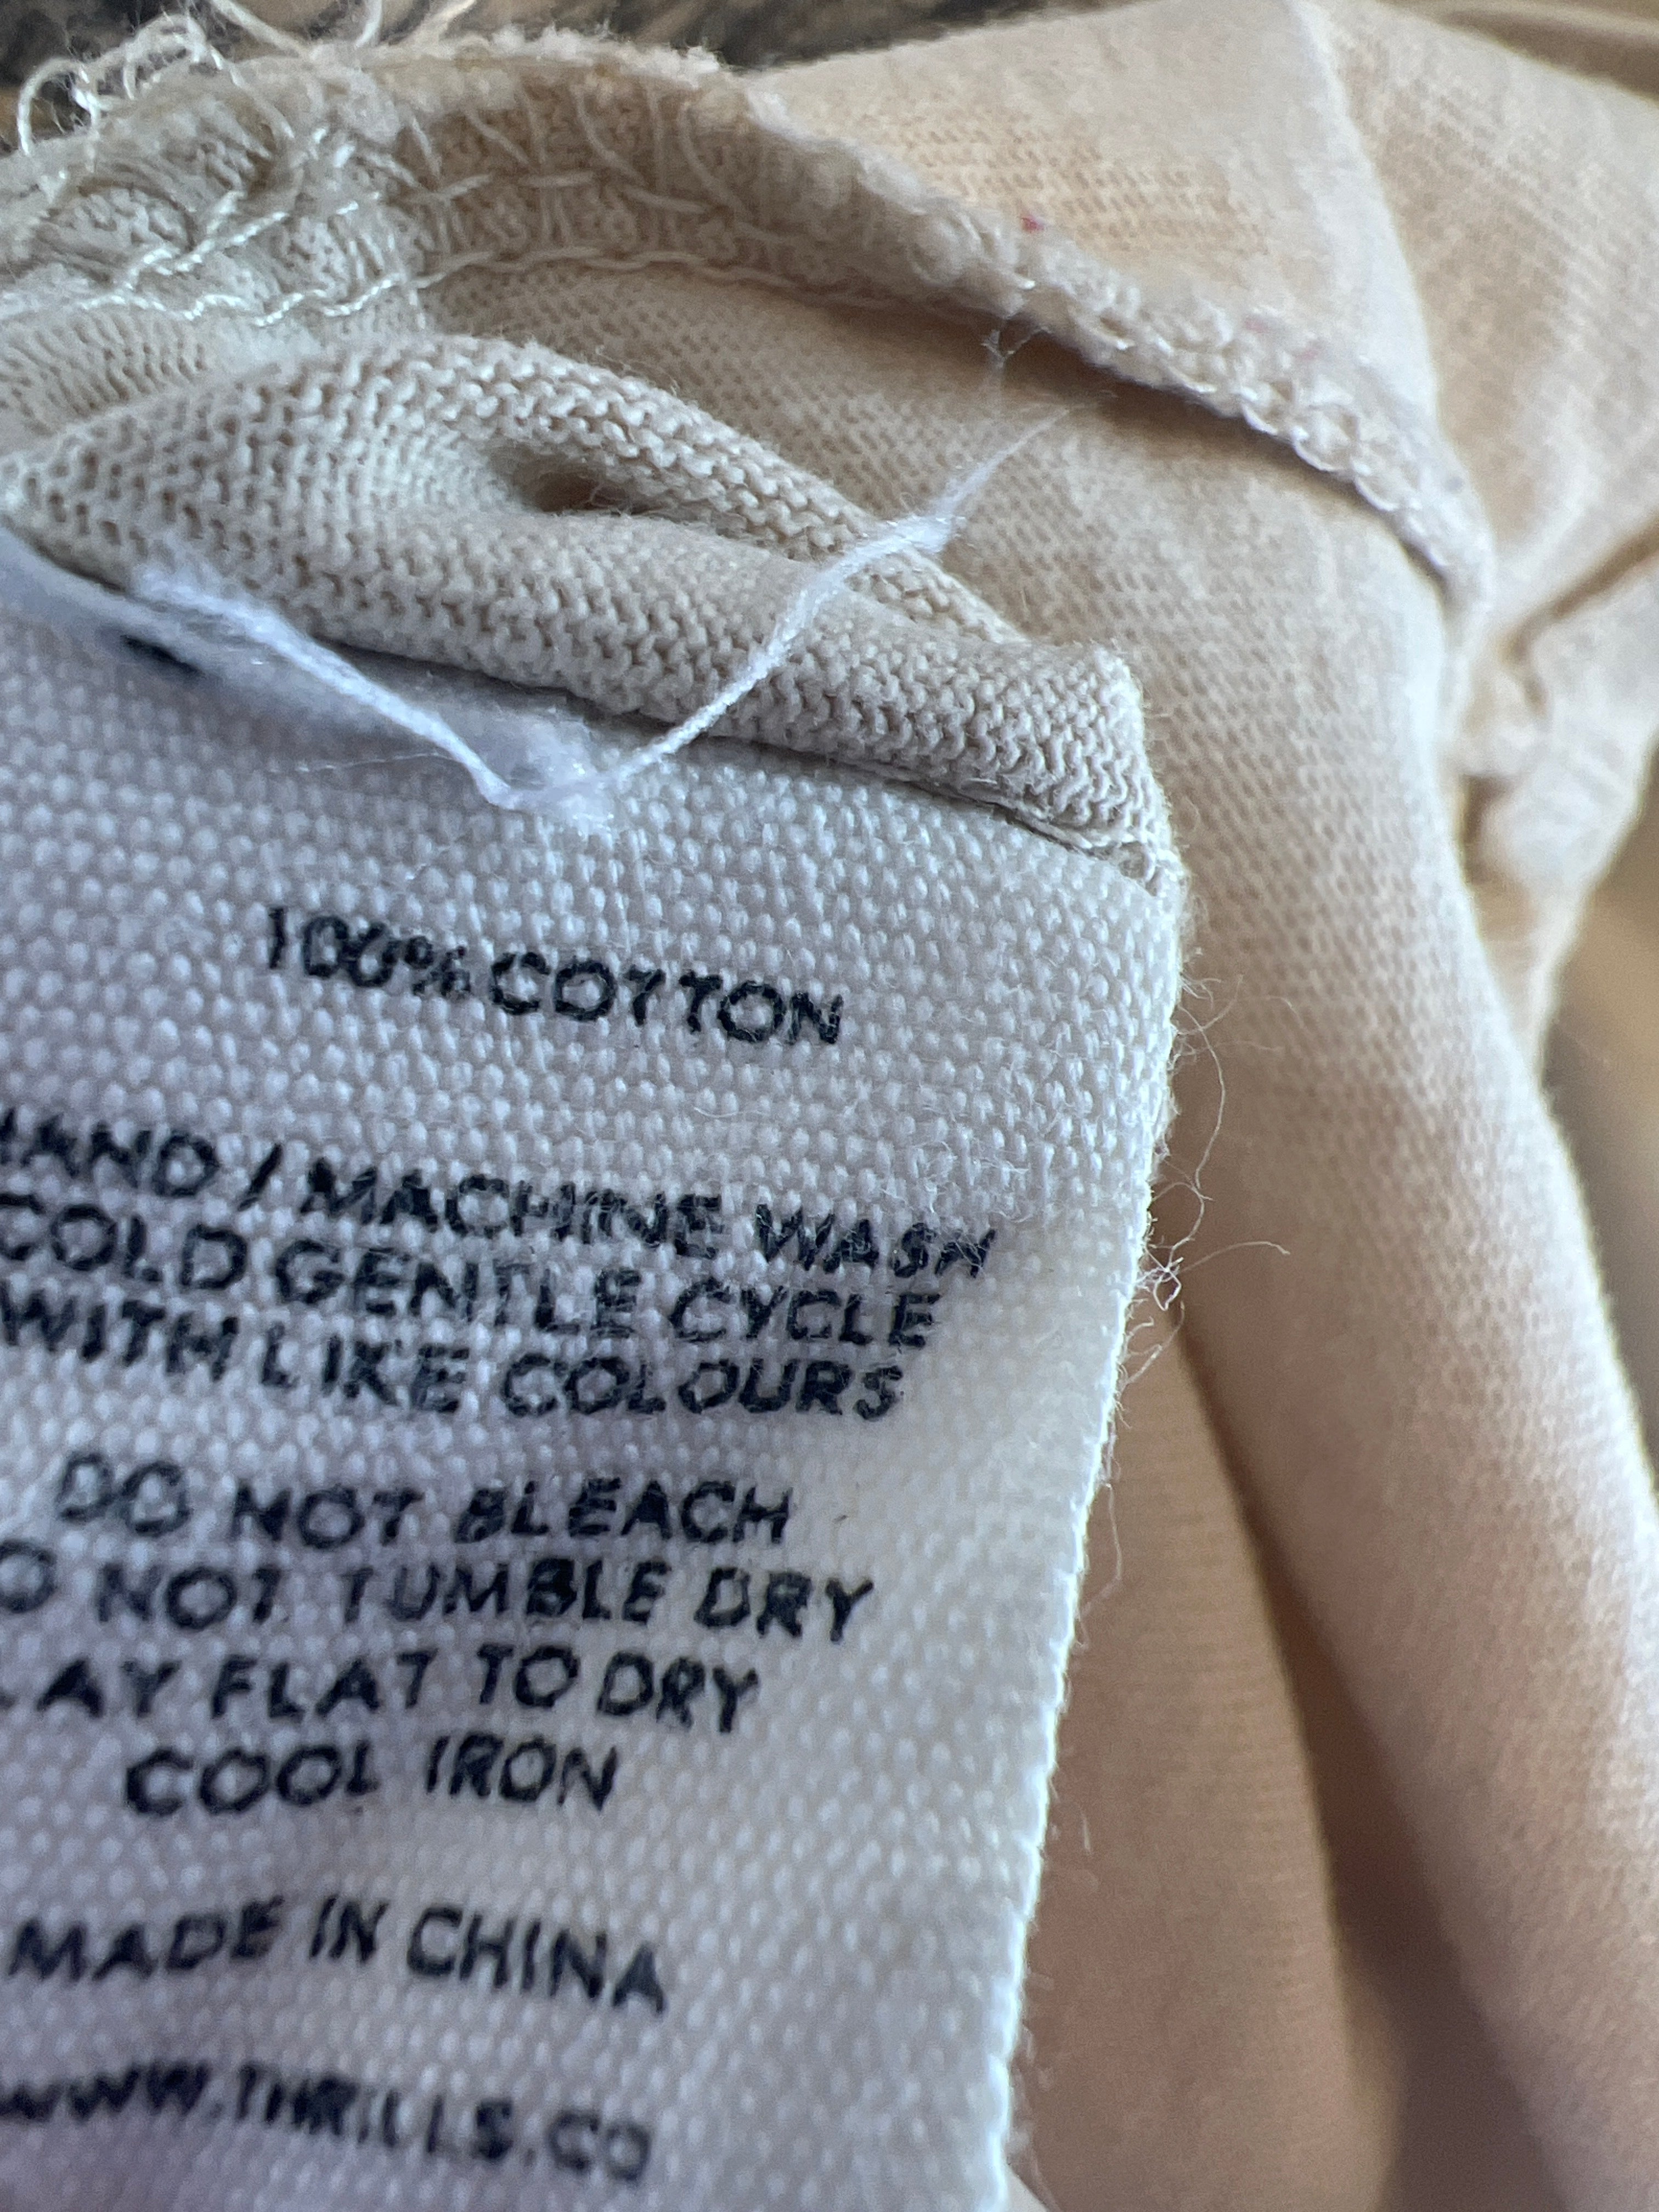 100% COTTON
HAND / MACHINE WASH
COLD GENTLE CYCLE
WITH LIKE COLOURS
DO NOT BLEACH
DO NOT TUMBLE DRY
LAY FLAT TO DRY
COOL IRON
MADE IN CHINA
WWW.THRILLS.CO